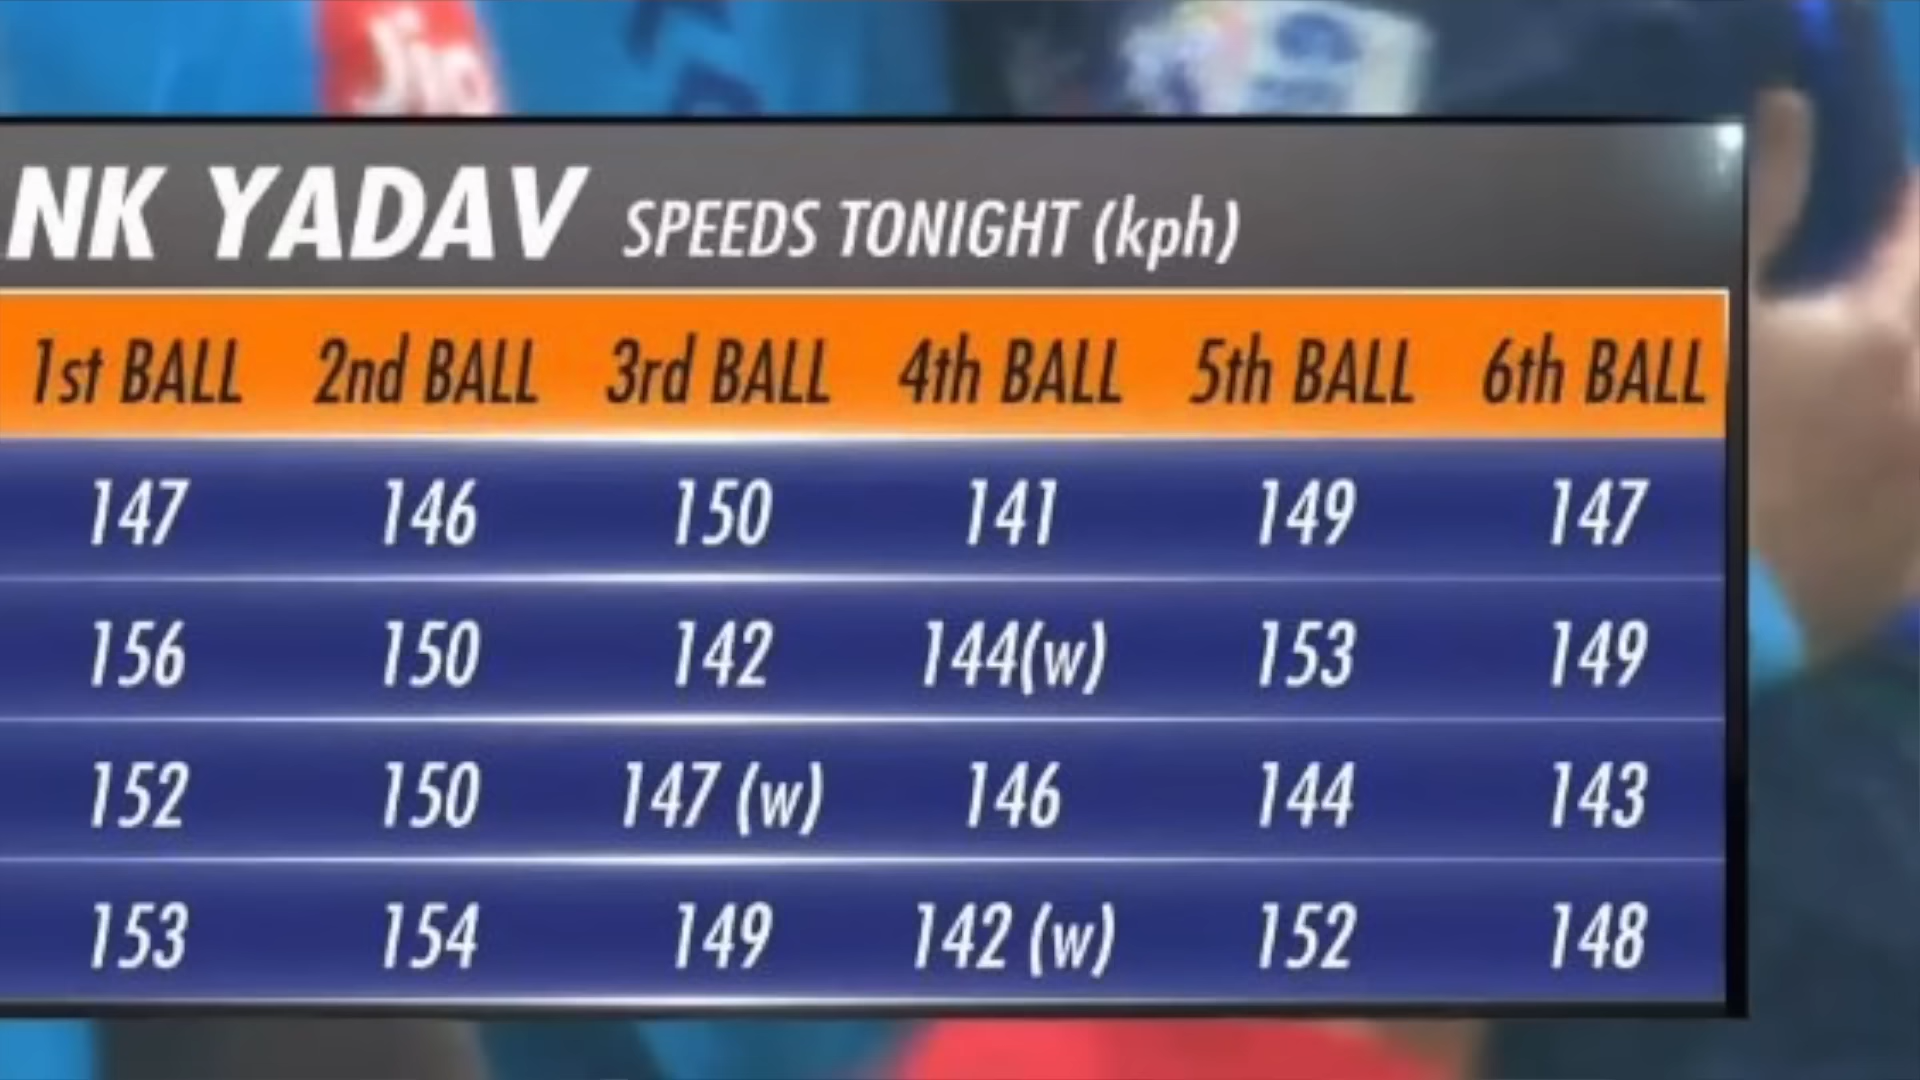 Jio
NK YADAV SPEEDS TONIGHT (kph)
1st BALL 2nd BALL 3rd BALL 4th BALL 5th BALL 6th BALL
147 146 150 141 149 147
156 150 142 144(w) 153 149
152 150 147 (w) 146 144 143
153 154 149 142 (w) 152 148